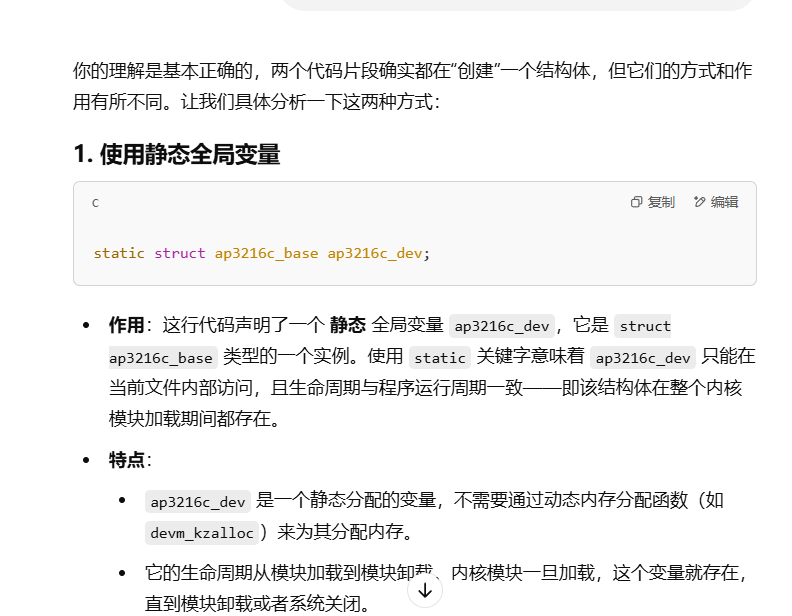 你的理解是基本正确的，两个代码片段确实都在“创建”一个结构体，但它们的方式和作
用有所不同。让我们具体分析一下这两种方式：
1. 使用静态全局变量
C 复制 编辑
static struct ap3216c_base ap3216c_dev;
作用：这行代码声明了一个 静态 全局变量 ap3216c_dev，它是 struct
ap3216c_base 类型的一个实例。使用 static 关键字意味着 ap3216c_dev 只能在
当前文件内部访问，且生命周期与程序运行周期一致——即该结构体在整个内核
模块加载期间都存在。
特点：
ap3216c_dev 是一个静态分配的变量，不需要通过动态内存分配函数（如
devm_kzalloc）来为其分配内存。
它的生命周期从模块加载到模块卸载、内核模块一旦加载，这个变量就存在，
直到模块卸载或者系统关闭。